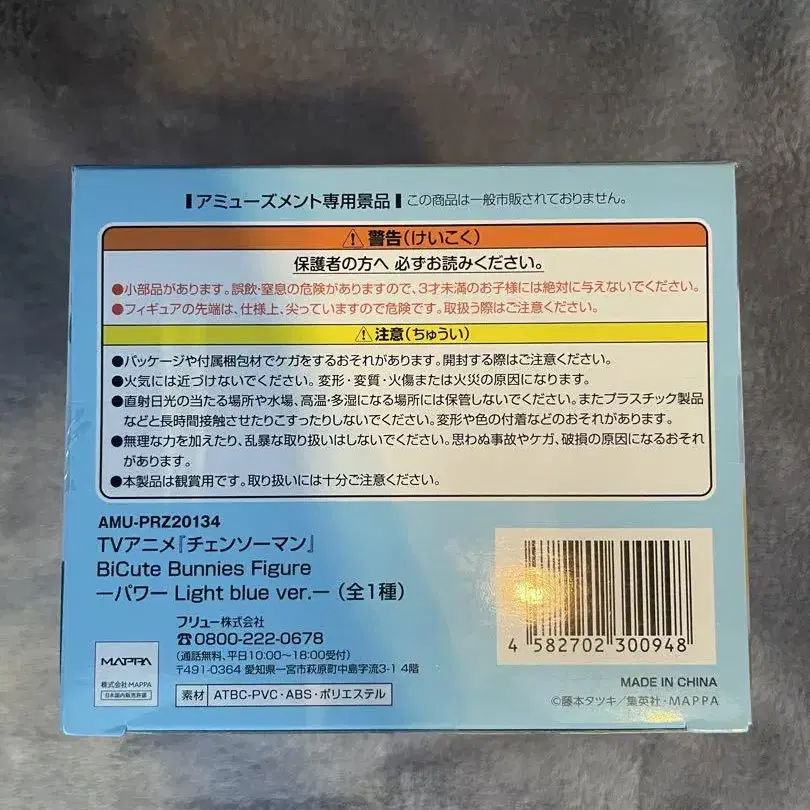 アミューズメント専用景品 この商品は一般市販されておりません。
警告(けいこく)
保護者の方へ 必ずお読みください。
●小部品があります。誤飲・窒息の危険がありますので、3才未満のお子様には絶対に与えないでください。
●フィギュアの先端は、仕様上、尖っていますので危険です。取扱う際はご注意ください。
注意(ちゅうい)
●パッケージや付属梱包材でケガをするおそれがあります。開封する際はご注意ください。
●火気には近づけないでください。変形・変質・火傷または火災の原因になります。
●直射日光の当たる場所や水場、高温・多湿になる場所には保管しないでください。またプラスチック製品
などと長時間接触させたりこすったりしないでください。変形や色の付着などのおそれがあります。
●無理な力を加えたり、乱暴な取り扱いはしないでください。思わぬ事故やケガ、破損の原因になるおそれ
があります。
●本製品は観賞用です。取り扱いには十分ご注意ください。
AMU-PRZ20134
TVアニメ『チェンソーマン』
BiCute Bunnies Figure
ーパワー Light blue ver.ー(全1種)
フリュー株式会社
☎0800-222-0678
(通話無料、平日10:00~18:00受付)
〒491-0364 愛知県一宮市萩原町中島字流3-1 4階
MAPPA
株式会社MAPPA
日本国内販売許諾
素材 ATBC-PVC・ABS・ポリエステル
4 582702 300948
MADE IN CHINA
©藤本タツキ/集英社・MAPPA